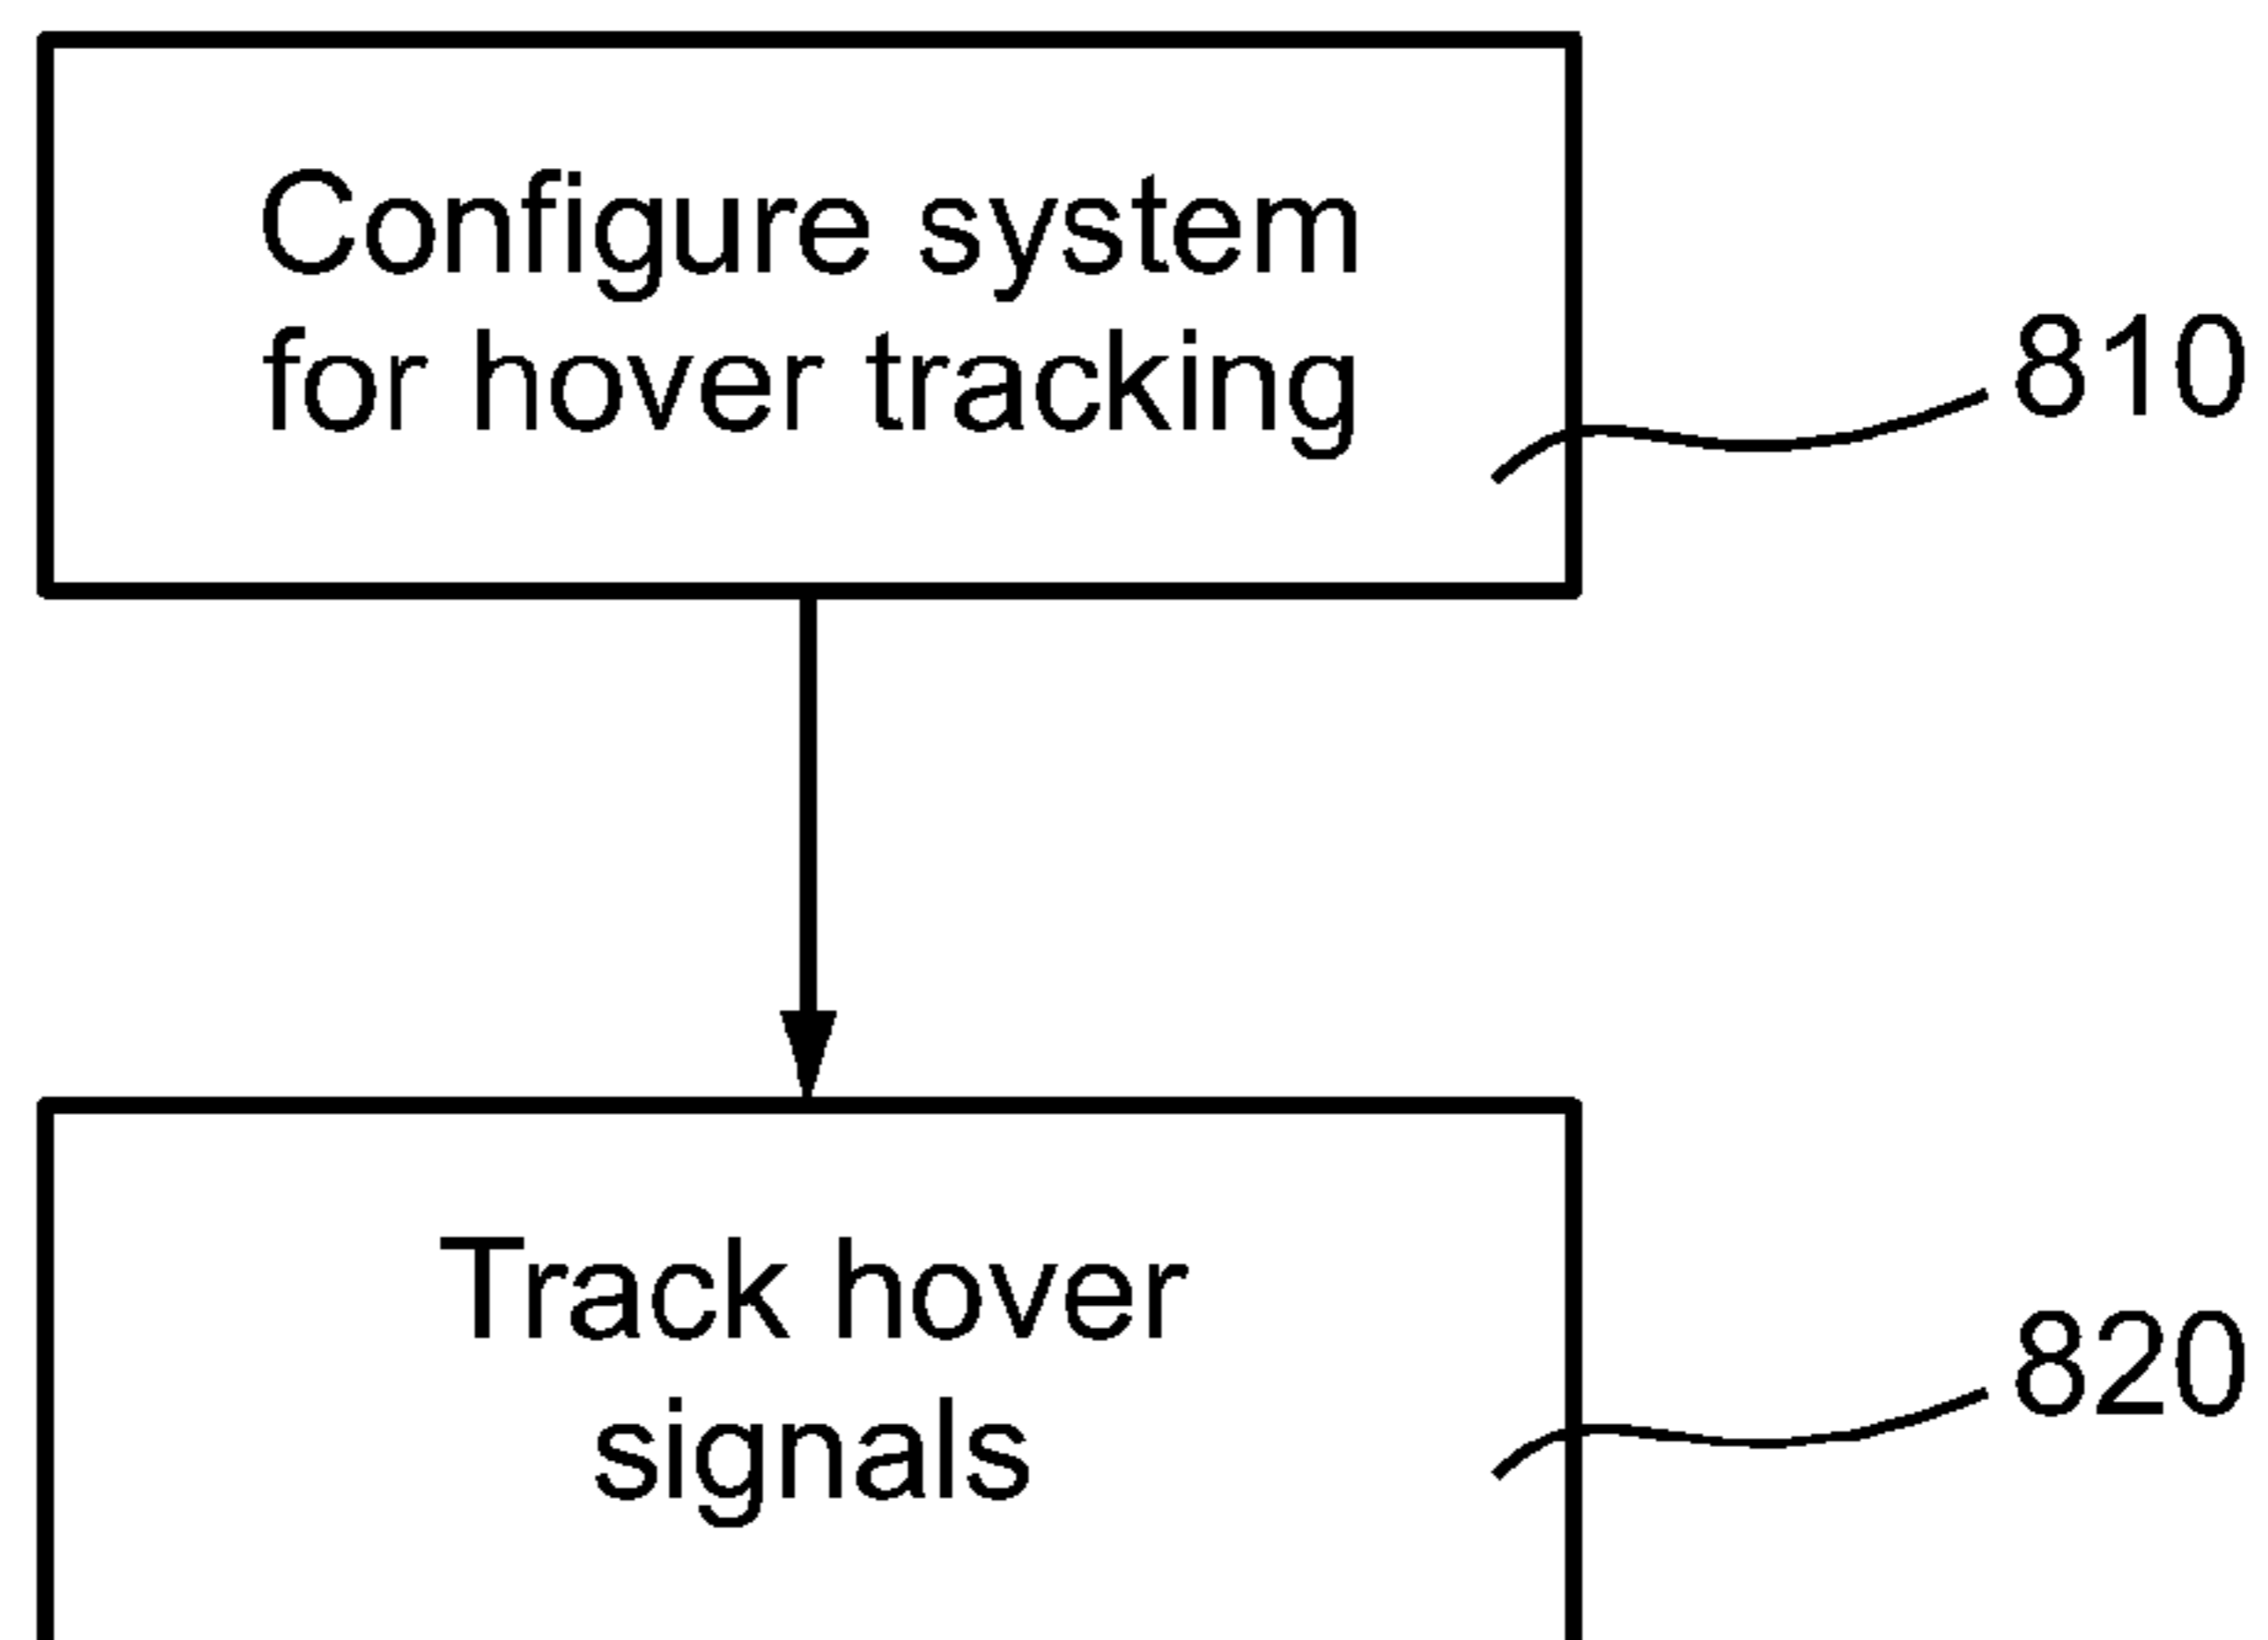 Configure system
for hover tracking
810
Track hover
signals
820